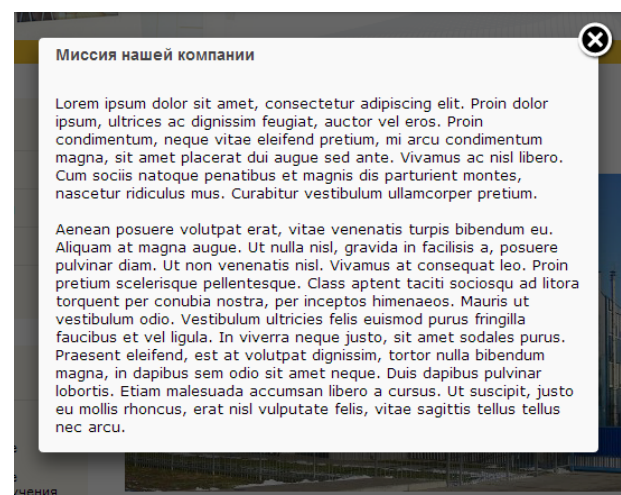 Миссия нашей компании
Lorem ipsum dolor sit amet, consectetur adipiscing elit. Proin dolor
ipsum, ultrices ac dignissim feugiat, auctor vel eros. Proin
condimentum, neque vitae eleifend pretium, mi arcu condimentum
magna, sit amet placerat dui augue sed ante. Vivamus ac nisl libero.
Cum sociis natoque penatibus et magnis dis parturient montes,
nascetur ridiculus mus. Curabitur vestibulum ullamcorper pretium.
Aenean posuere volutpat erat, vitae venenatis turpis bibendum eu.
Aliquam at magna augue. Ut nulla nisl, gravida in facilisis a, posuere
pulvinar diam. Ut non venenatis nisl. Vivamus at consequat leo. Proin
pretium scelerisque pellentesque. Class aptent taciti sociosqu ad litora
torquent per conubia nostra, per inceptos himenaeos. Mauris ut
vestibulum odio. Vestibulum ultricies felis euismod purus fringilla
faucibus et vel ligula. In viverra neque justo, sit amet sodales purus.
Praesent eleifend, est at volutpat dignissim, tortor nulla bibendum
magna, in dapibus sem odio sit amet neque. Duis dapibus pulvinar
lobortis. Etiam malesuada accumsan libero a cursus. Ut suscipit, justo
eu mollis rhoncus, erat nisl vulputate felis, vitae sagittis tellus tellus
nec arcu.